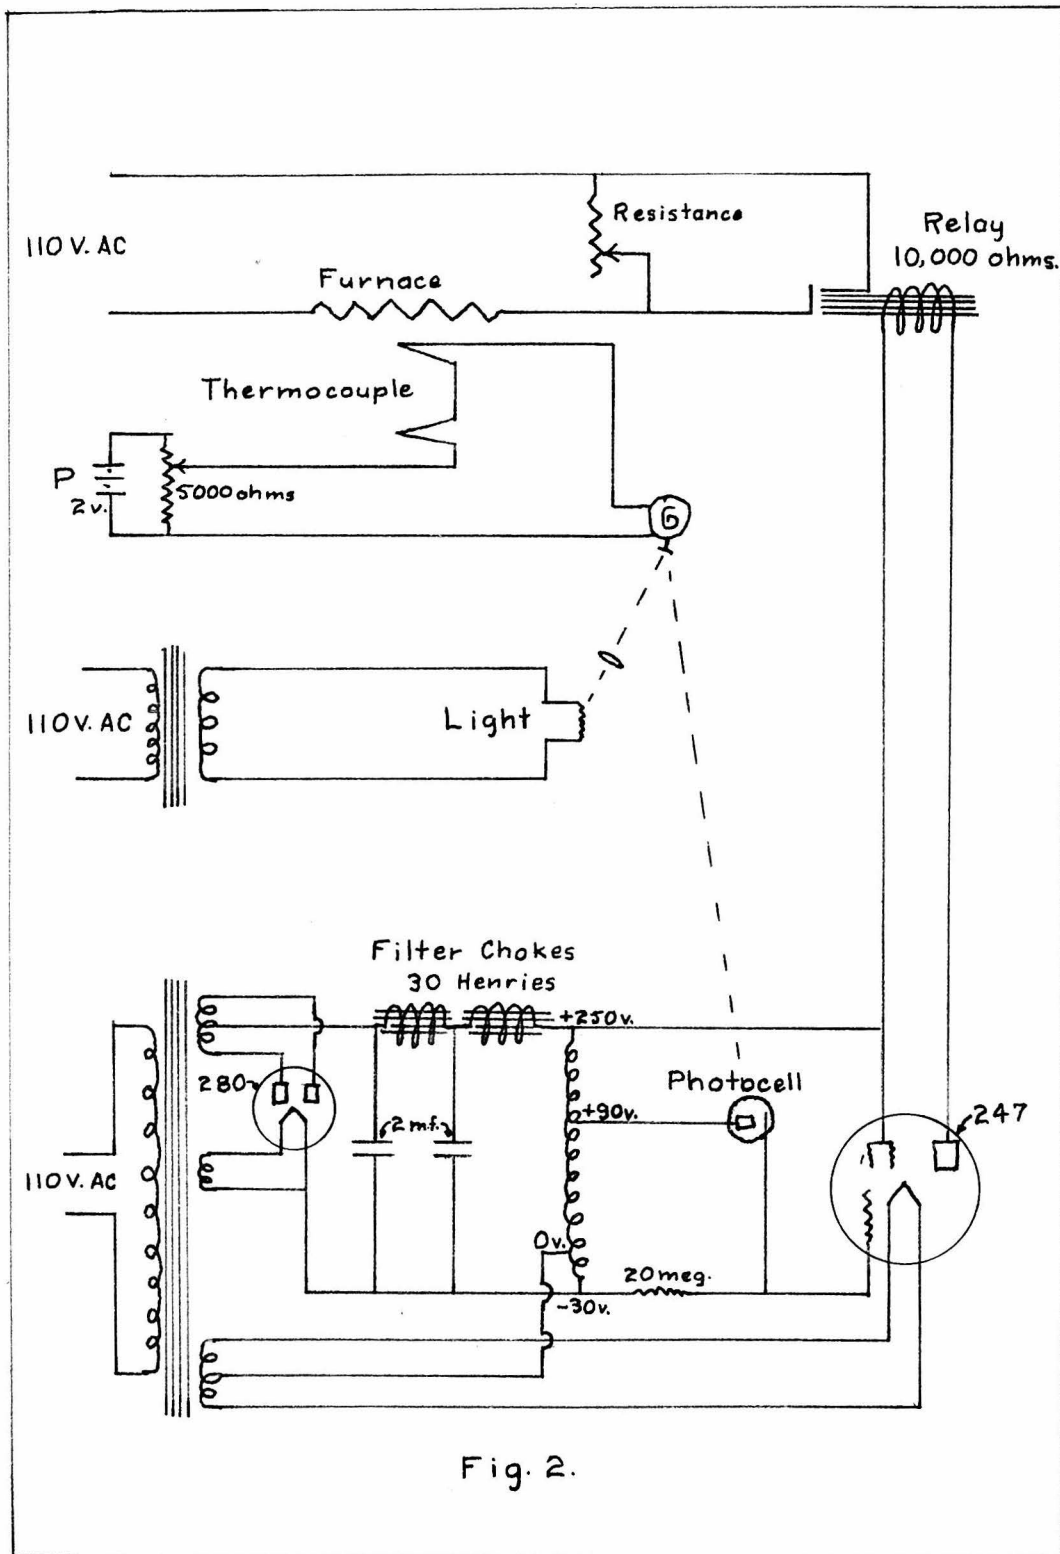 Resistance
Relay
10,000 ohms.
110 V. AC
Furnace
Thermocouple
P
2v.
5000 ohms
G
110 V. AC
Light
Filter Chokes
30 Henries
+250v.
280
Photocell
+90v.
2 m.f.
247
110 V. AC
0v.
20 meg.
-30v.
Fig. 2.